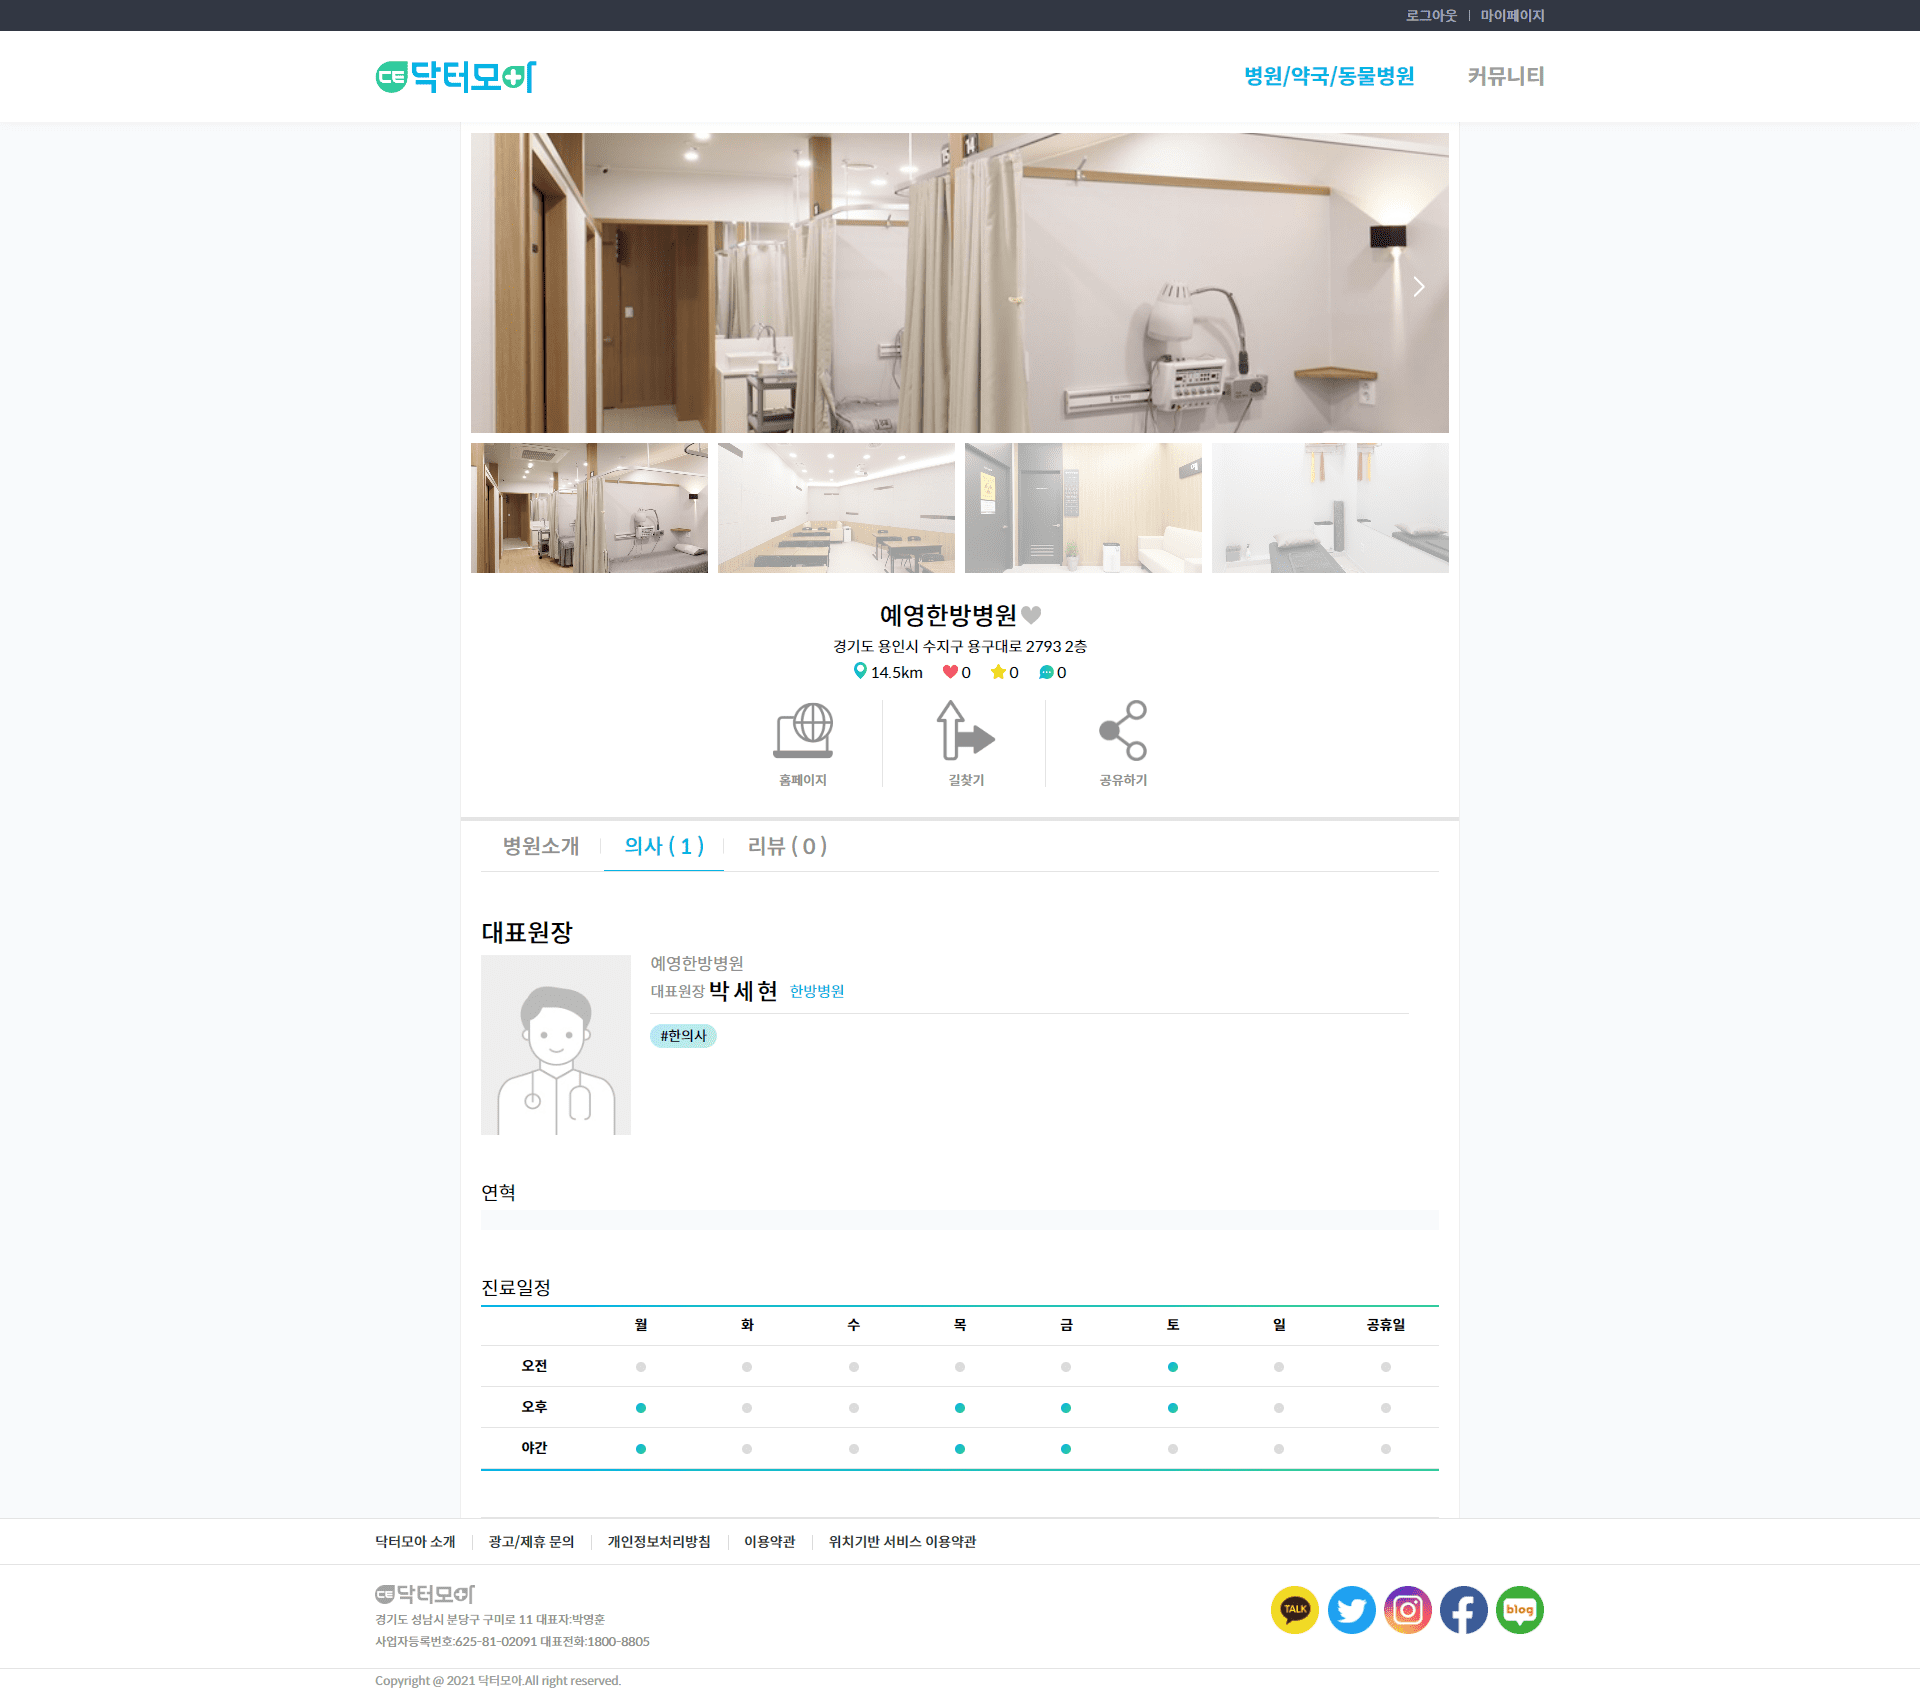 로그아웃 마이페이지
닥터모아 병원/약국/동물병원 커뮤니티
15 14
예영한방병원
경기도 용인시 수지구 용구대로 2793 2층
14.5km 0 0 0
홈페이지 길찾기 공유하기
병원소개 의사 ( 1 ) 리뷰 ( 0 )
대표원장
예영한방병원
대표원장 박 세 현 한방병원
#한의사
연혁
진료일정
월 화 수 목 금 토 일 공휴일
오전
오후
야간
닥터모아 소개 광고/제휴 문의 개인정보처리방침 이용약관 위치기반 서비스 이용약관
닥터모아
경기도 성남시 분당구 구미로 11 대표자:박영훈
사업자등록번호:625-81-02091 대표전화:1800-8805
TALK blog
Copyright @ 2021 닥터모아.All right reserved.